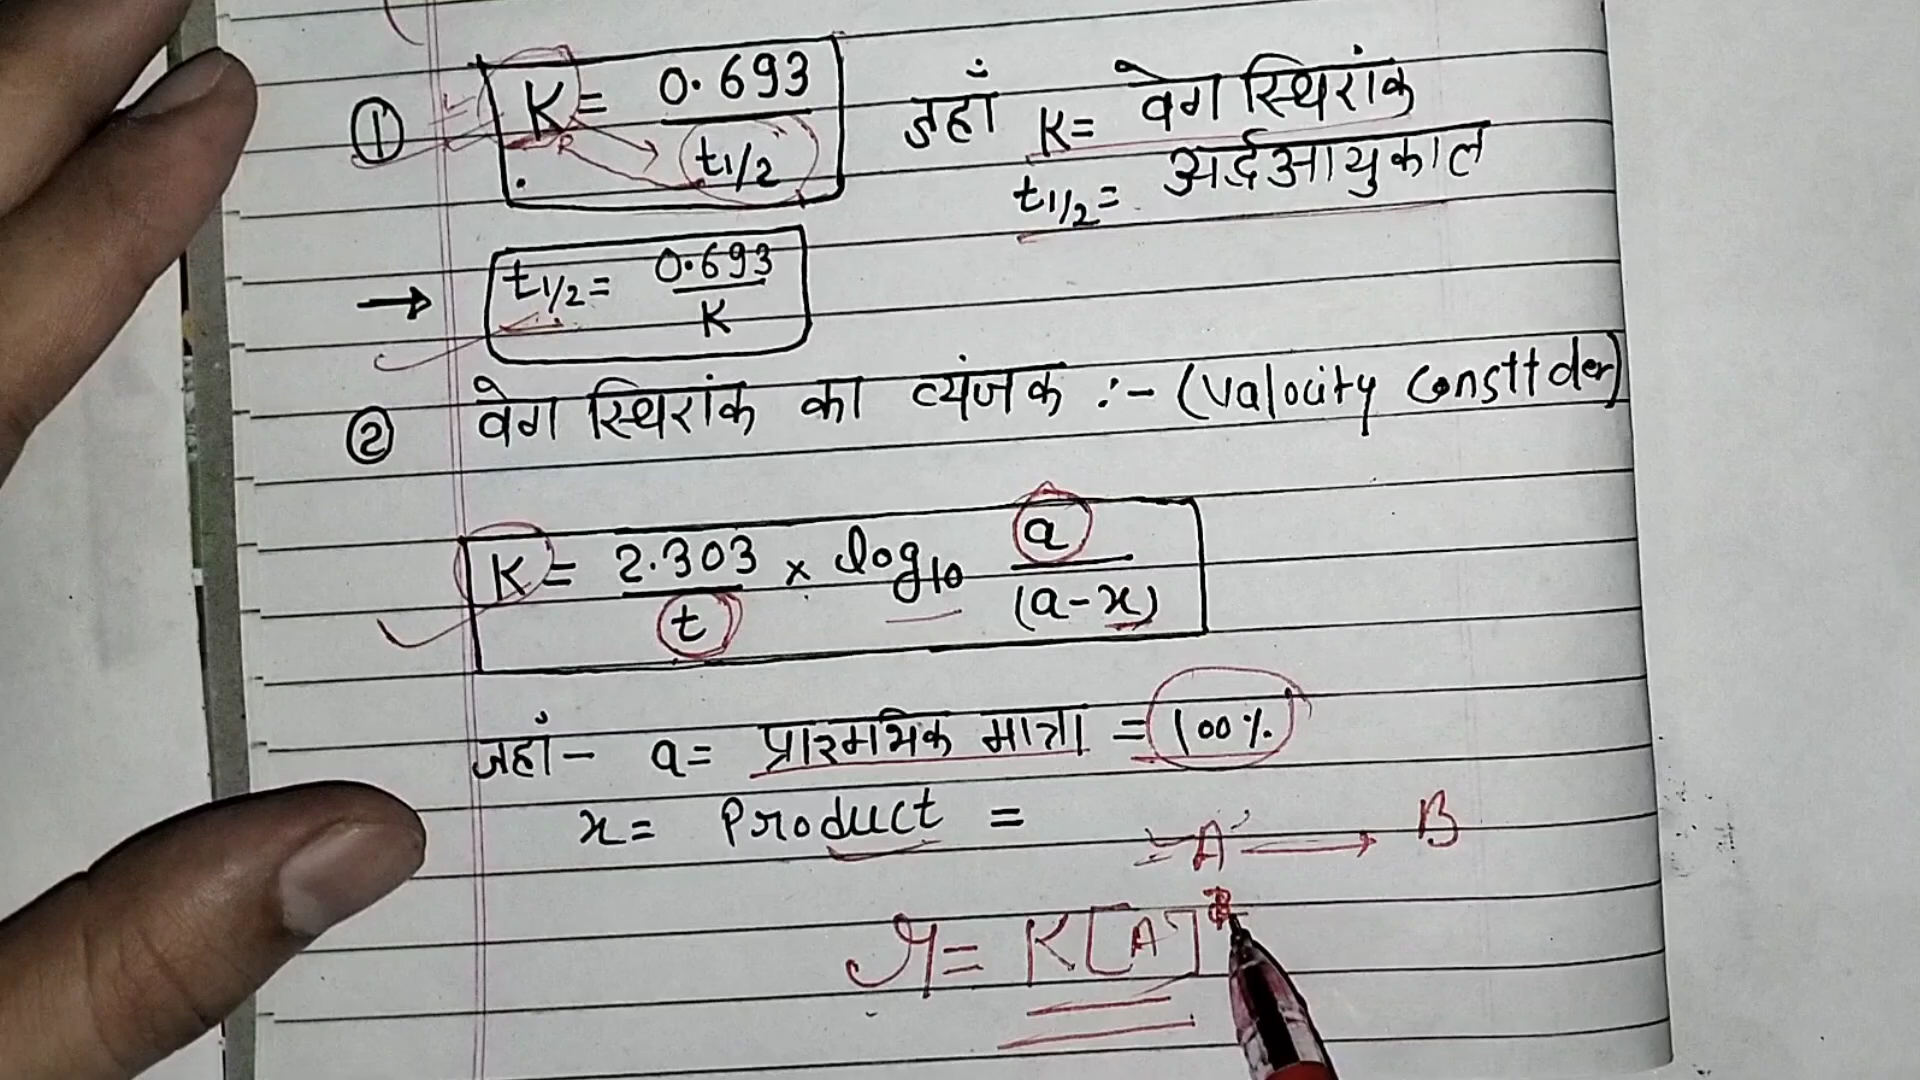 ① K = 0.693 / t1/2 जहाँ K = वेग स्थिरांक
t1/2 = अर्द्धआयुकाल
→ t1/2 = 0.693 / K
② वेग स्थिरांक का व्यंजक :- (Valocity Consttder)
K = 2.303 / t × log10 a / (a-x)
जहाँ - a = प्रारम्भिक मात्रा = 100%
x = Product =
A → B
r = K[A]